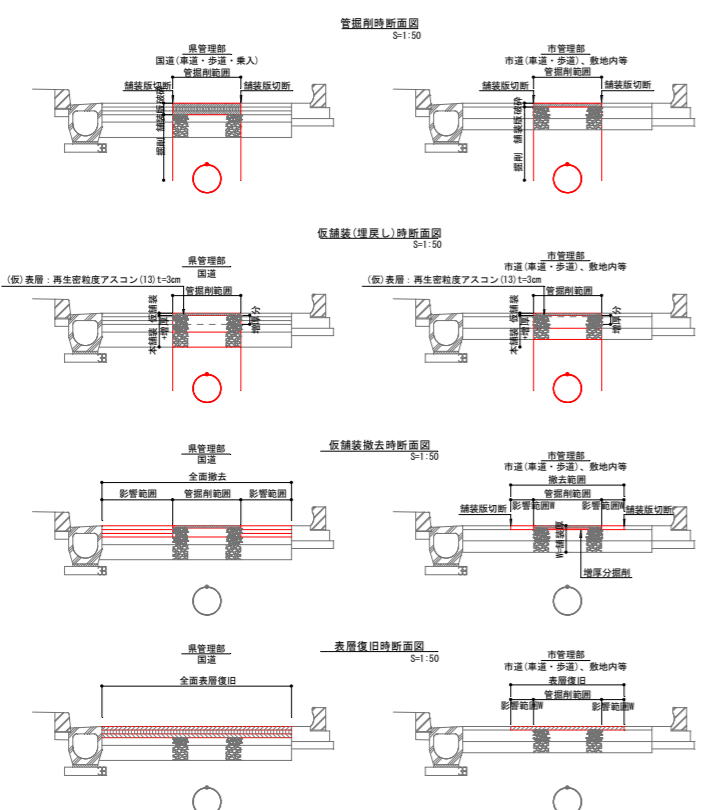 管掘削時断面図
S=1:50
県管理部
国道(車道・歩道・乗入)
管掘削範囲
舗装版切断
舗装版切断
舗装版破砕
掘削
市管理部
市道(車道・歩道)、敷地内等
管掘削範囲
舗装版切断
舗装版切断
舗装版破砕
掘削
仮舗装(埋戻し)時断面図
S=1:50
県管理部
国道
(仮)表層：再生密粒度アスコン(13)t=3cm
管掘削範囲
仮舗装
本舗装
+増厚
増厚分
市管理部
市道(車道・歩道)、敷地内等
(仮)表層：再生密粒度アスコン(13)t=3cm
管掘削範囲
仮舗装
本舗装
+増厚
増厚分
仮舗装撤去時断面図
S=1:50
県管理部
国道
全面撤去
影響範囲
管掘削範囲
影響範囲
市管理部
市道(車道・歩道)、敷地内等
撤去範囲
管掘削範囲
影響範囲W
影響範囲W
舗装版切断
舗装版切断
W=舗装厚
増厚分掘削
表層復旧時断面図
S=1:50
県管理部
国道
全面表層復旧
市管理部
市道(車道・歩道)、敷地内等
表層復旧
管掘削範囲
影響範囲W
影響範囲W